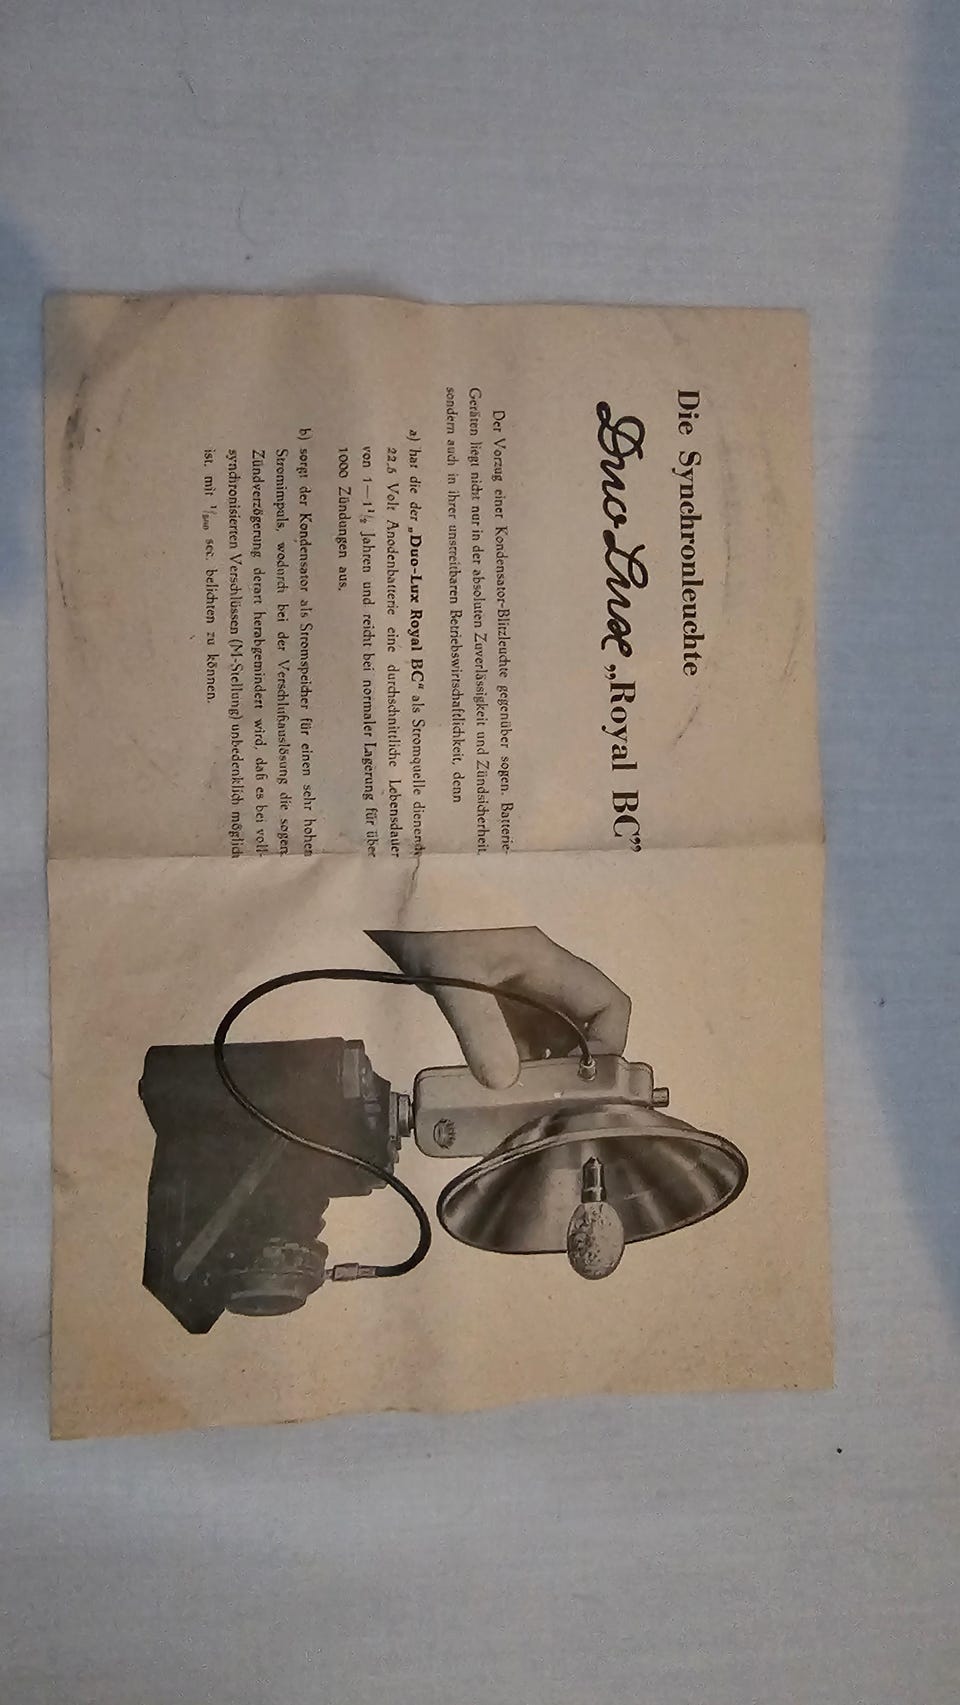 Die Synchronleuchte
Duo Lux „Royal BC”
Der Vorzug einer Kondensator-Blitzleuchte gegenüber sogen. Batterie-
Geräten liegt nicht nur in der absoluten Zuverlässigkeit und Zündsicherheit,
sondern auch in ihrer unstreitbaren Betriebswirtschaftlichkeit, denn
a) hat die der „Duo-Lux Royal BC“ als Stromquelle dienende
22,5 Volt Anodenbatterie eine durchschnittliche Lebensdauer
von 1—1½ Jahren und reicht bei normaler Lagerung für über
1000 Zündungen aus.
b) sorgt der Kondensator als Stromspeicher für einen sehr hohen
Stromimpuls, wodurch bei der Verschlußauslösung die sogen.
Zündverzögerung derart herabgemindert wird, daß es bei voll-
synchronisierten Verschlüssen (M-Stellung) unbedenklich möglich
ist, mit sec. belichten zu können.